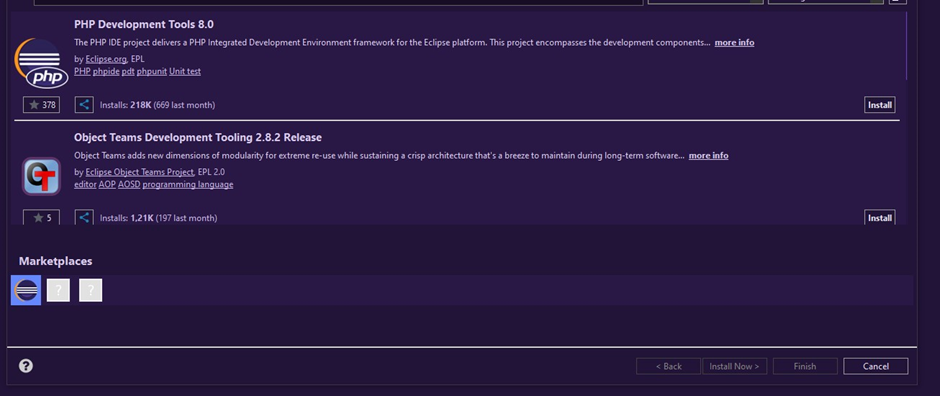 PHP Development Tools 8.0
The PHP IDE project delivers a PHP Integrated Development Environment framework for the Eclipse platform. This project encompasses the development components... more info
by Eclipse.org, EPL
PHP phpide pdt phpunit Unit test
php
378 Installs: 218K (669 last month) Install
Object Teams Development Tooling 2.8.2 Release
Object Teams adds new dimensions of modularity for extreme re-use while sustaining a crisp architecture that's a breeze to maintain during long-term software... more info
by Eclipse Object Teams Project, EPL 2.0
OT
editor AOP AOSD programming language
5 Installs: 1,21K (197 last month) Install
Marketplaces
? ?
? < Back Install Now > Finish Cancel